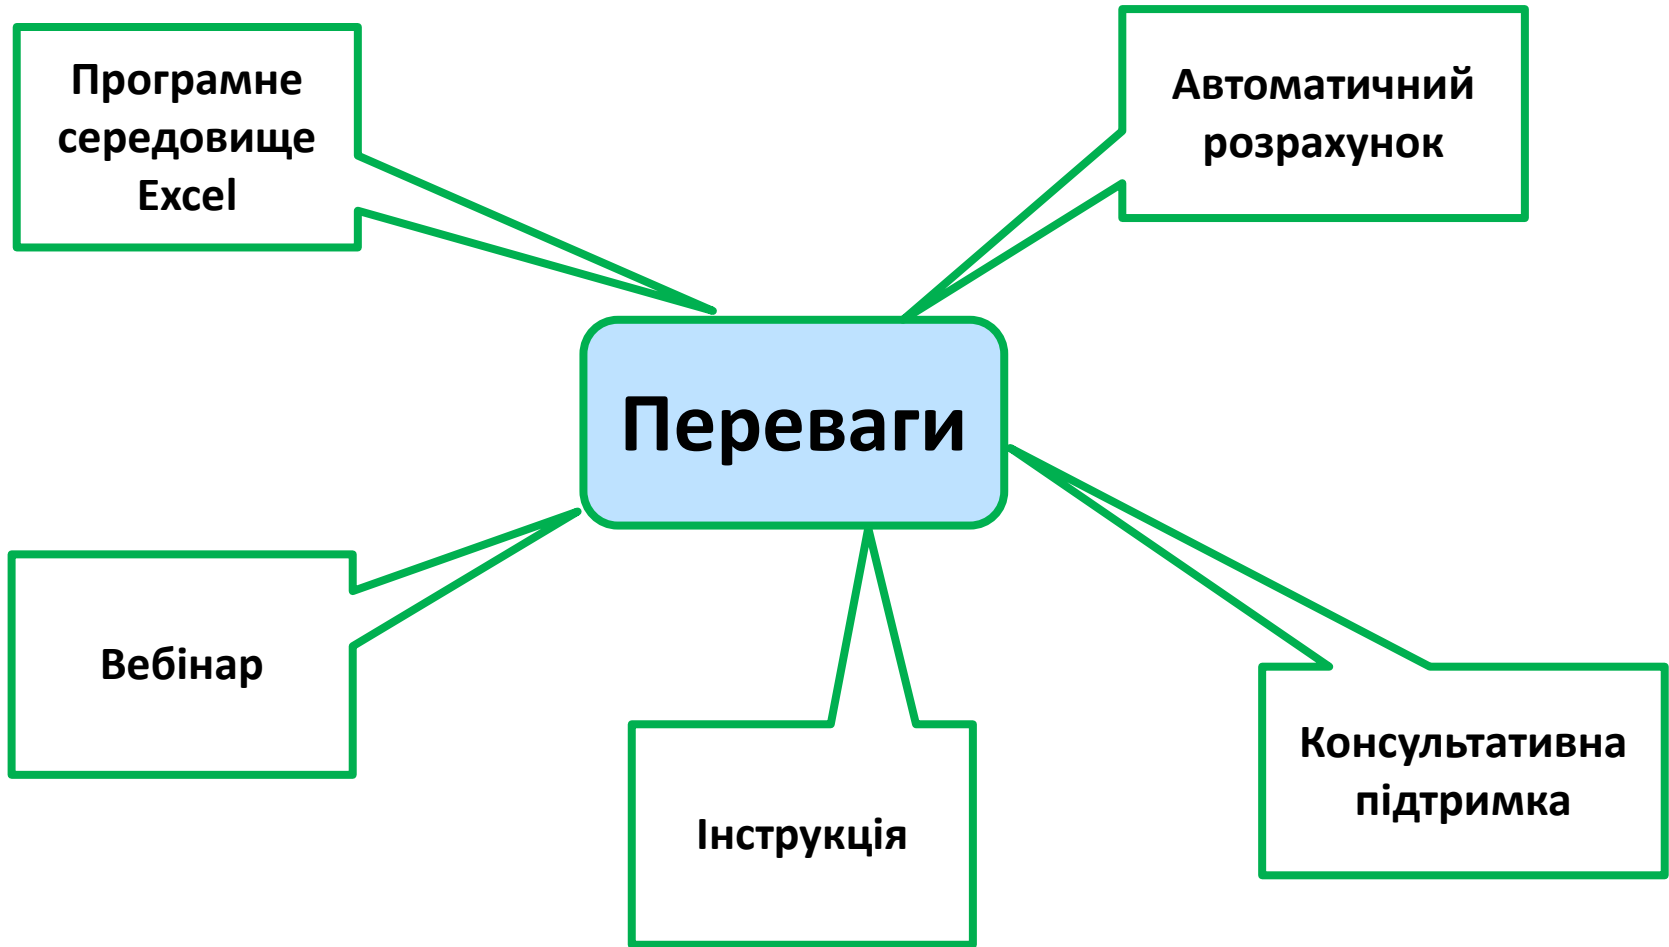 Програмне
середовище
Excel
Автоматичний
розрахунок
Переваги
Вебінар
Інструкція
Консультативна
підтримка